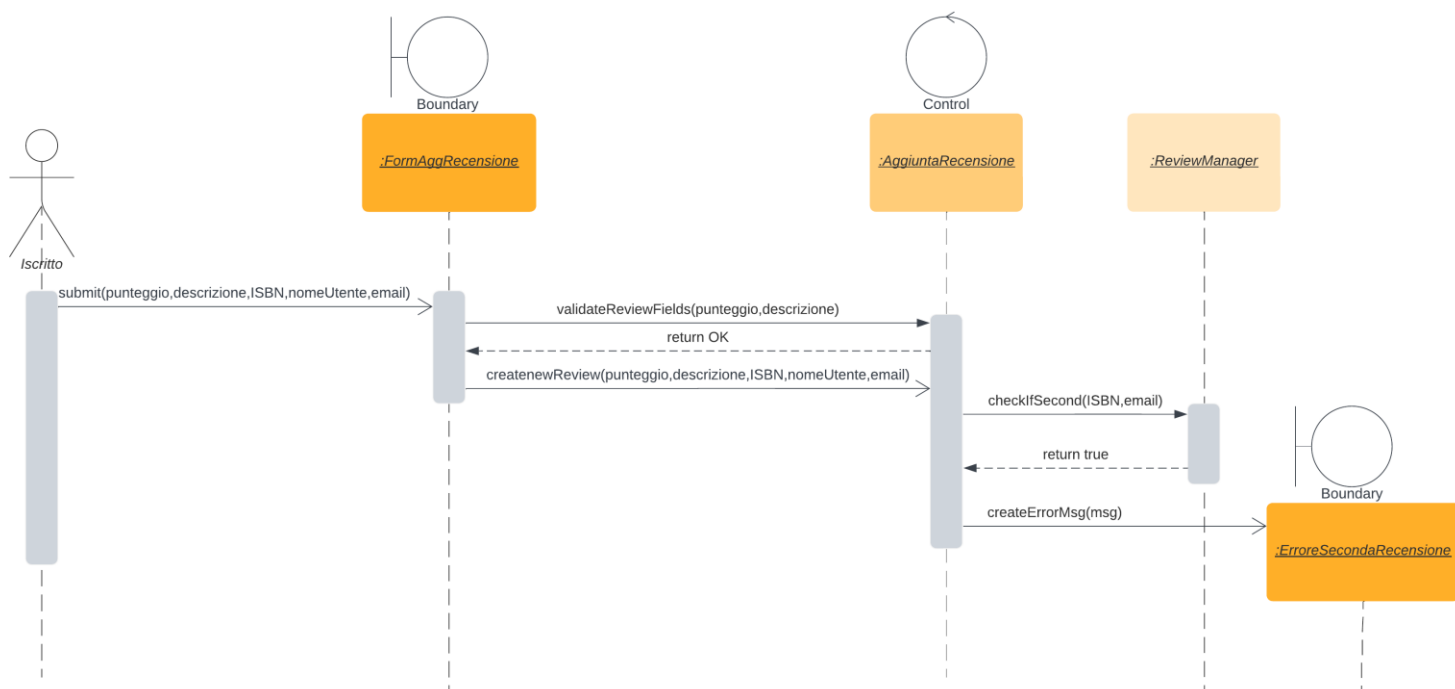 Boundary
Control
:FormAggRecensione
:AggiuntaRecensione
:ReviewManager
Iscritto
submit(punteggio,descrizione,ISBN,nomeUtente,email)
validateReviewFields(punteggio,descrizione)
return OK
createnewReview(punteggio,descrizione,ISBN,nomeUtente,email)
checkIfSecond(ISBN,email)
return true
Boundary
createErrorMsg(msg)
:ErroreSecondaRecensione